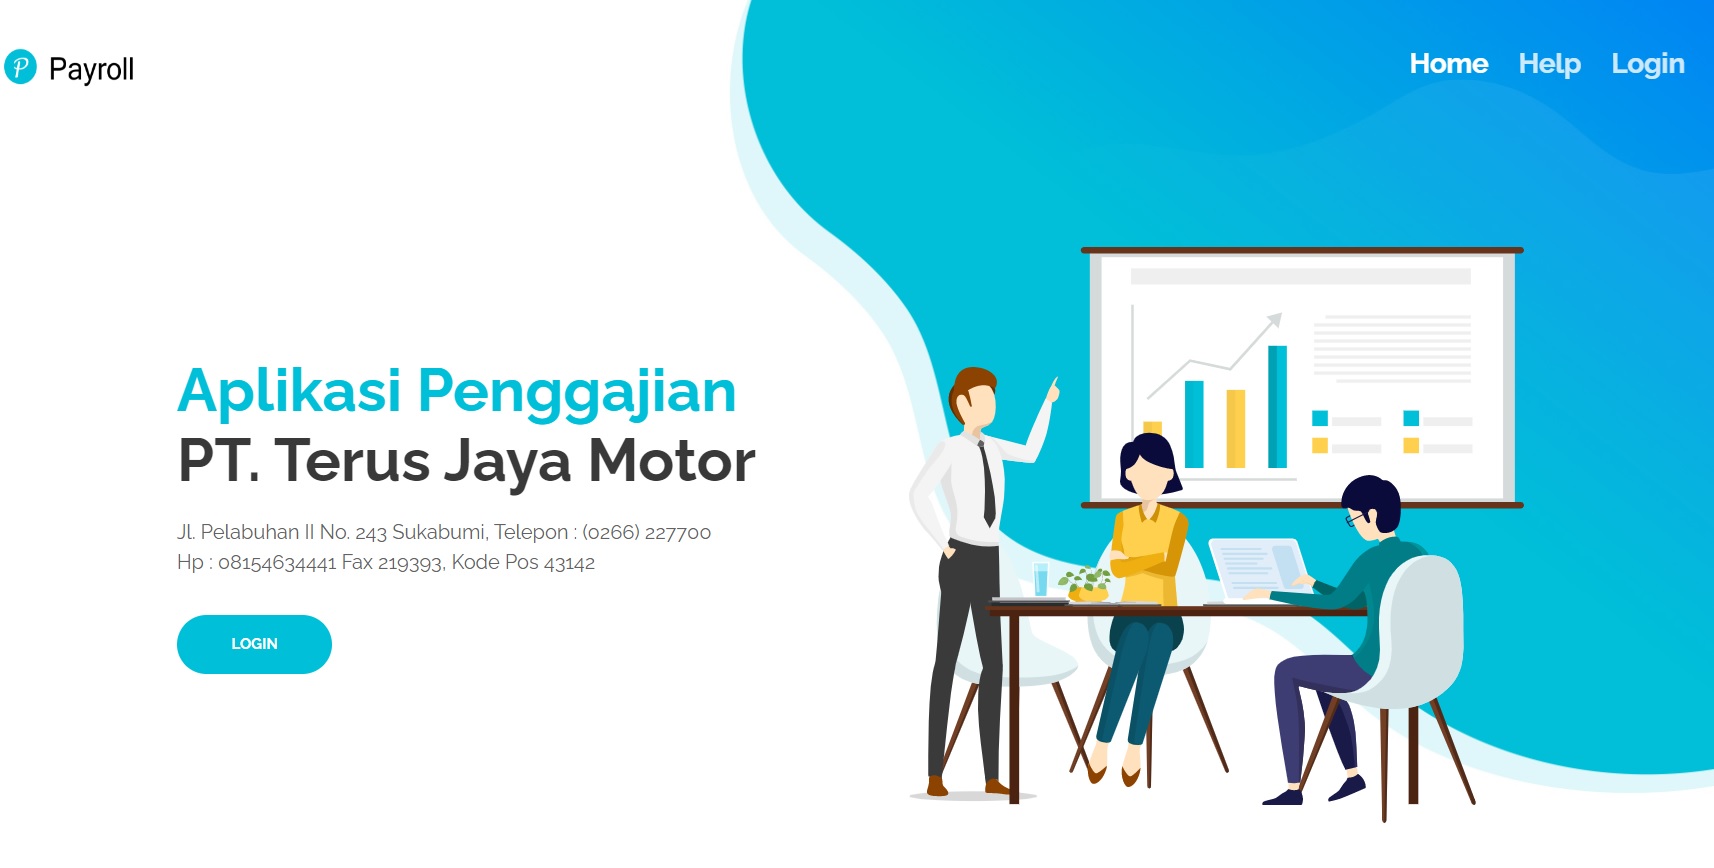 Payroll
Home Help Login
Aplikasi Penggajian
PT. Terus Jaya Motor
Jl. Pelabuhan II No. 243 Sukabumi, Telepon : (0266) 227700
Hp : 08154634441 Fax 219393, Kode Pos 43142
LOGIN